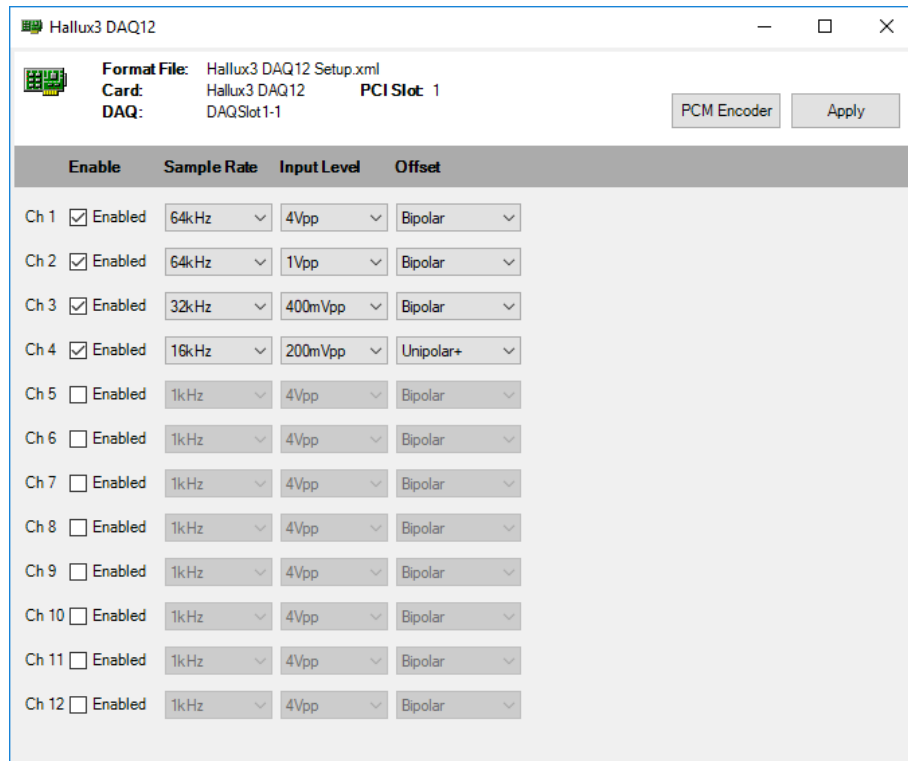 Hallux3 DAQ12
Format File: Hallux3 DAQ12 Setup.xml
Card: Hallux3 DAQ12 PCI Slot: 1
DAQ: DAQSlot1-1
PCM Encoder Apply
Enable Sample Rate Input Level Offset
Ch 1 Enabled 64kHz 4Vpp Bipolar
Ch 2 Enabled 64kHz 1Vpp Bipolar
Ch 3 Enabled 32kHz 400mVpp Bipolar
Ch 4 Enabled 16kHz 200mVpp Unipolar+
Ch 5 Enabled 1kHz 4Vpp Bipolar
Ch 6 Enabled 1kHz 4Vpp Bipolar
Ch 7 Enabled 1kHz 4Vpp Bipolar
Ch 8 Enabled 1kHz 4Vpp Bipolar
Ch 9 Enabled 1kHz 4Vpp Bipolar
Ch 10 Enabled 1kHz 4Vpp Bipolar
Ch 11 Enabled 1kHz 4Vpp Bipolar
Ch 12 Enabled 1kHz 4Vpp Bipolar